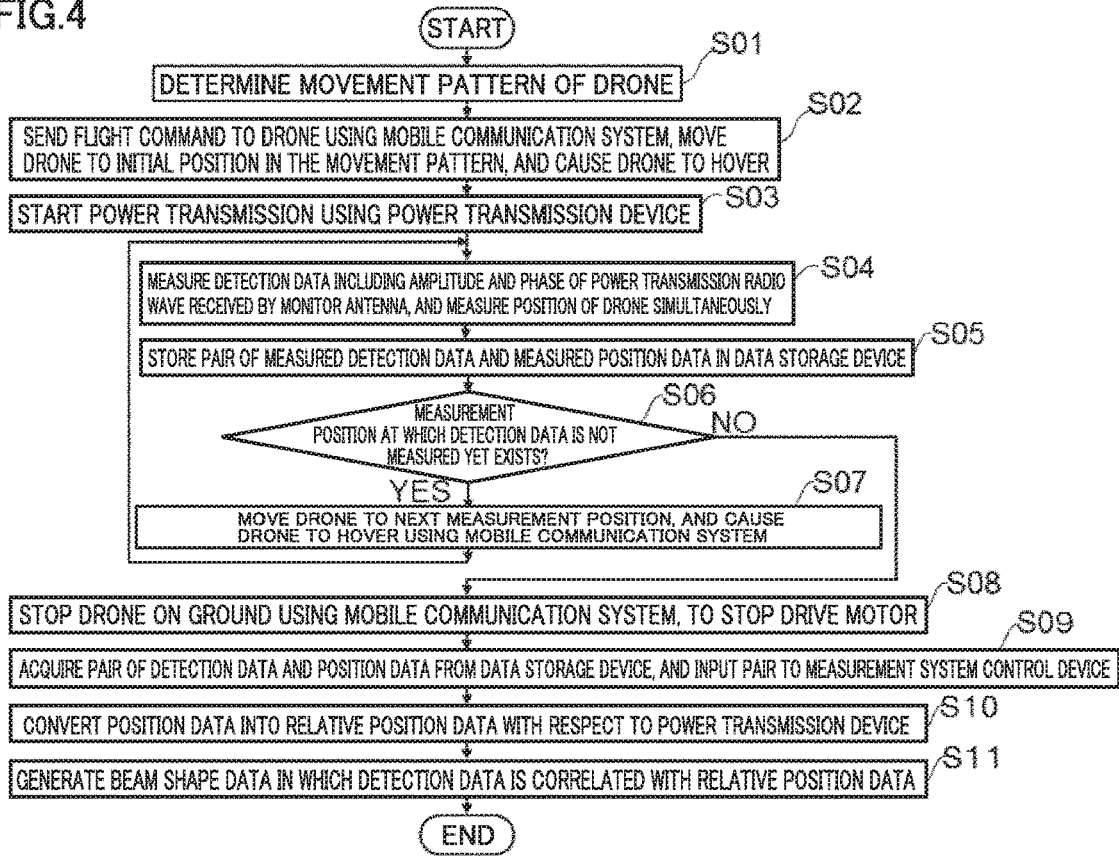 FIG.4
START
S01
DETERMINE MOVEMENT PATTERN OF DRONE
S02
SEND FLIGHT COMMAND TO DRONE USING MOBILE COMMUNICATION SYSTEM, MOVE
DRONE TO INITIAL POSITION IN THE MOVEMENT PATTERN, AND CAUSE DRONE TO HOVER
S03
START POWER TRANSMISSION USING POWER TRANSMISSION DEVICE
S04
MEASURE DETECTION DATA INCLUDING AMPLITUDE AND PHASE OF POWER TRANSMISSION RADIO
WAVE RECEIVED BY MONITOR ANTENNA, AND MEASURE POSITION OF DRONE SIMULTANEOUSLY
S05
STORE PAIR OF MEASURED DETECTION DATA AND MEASURED POSITION DATA IN DATA STORAGE DEVICE
S06
MEASUREMENT
POSITION AT WHICH DETECTION DATA IS NOT
MEASURED YET EXISTS?
NO
YES
S07
MOVE DRONE TO NEXT MEASUREMENT POSITION, AND CAUSE
DRONE TO HOVER USING MOBILE COMMUNICATION SYSTEM
S08
STOP DRONE ON GROUND USING MOBILE COMMUNICATION SYSTEM, TO STOP DRIVE MOTOR
S09
ACQUIRE PAIR OF DETECTION DATA AND POSITION DATA FROM DATA STORAGE DEVICE, AND INPUT PAIR TO MEASUREMENT SYSTEM CONTROL DEVICE
S10
CONVERT POSITION DATA INTO RELATIVE POSITION DATA WITH RESPECT TO POWER TRANSMISSION DEVICE
S11
GENERATE BEAM SHAPE DATA IN WHICH DETECTION DATA IS CORRELATED WITH RELATIVE POSITION DATA
END